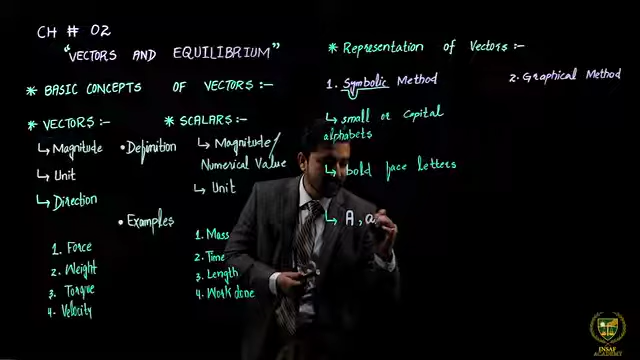 CH # 02
"VECTORS AND EQUILIBRIUM"
* BASIC CONCEPTS OF VECTORS :-
* VECTORS :-
↳ Magnitude
↳ Unit
↳ Direction
• Definition
• Examples
1. Force
2. Weight
3. Torque
4. Velocity
* SCALARS :-
↳ Magnitude/
Numerical Value
↳ Unit
1. Mass
2. Time
3. Length
4. Work done
* Representation of Vectors :-
1. Symbolic Method
↳ small or capital
alphabets
↳ bold face letters
↳ A, a
2. Graphical Method
INSAF
ACADEMY